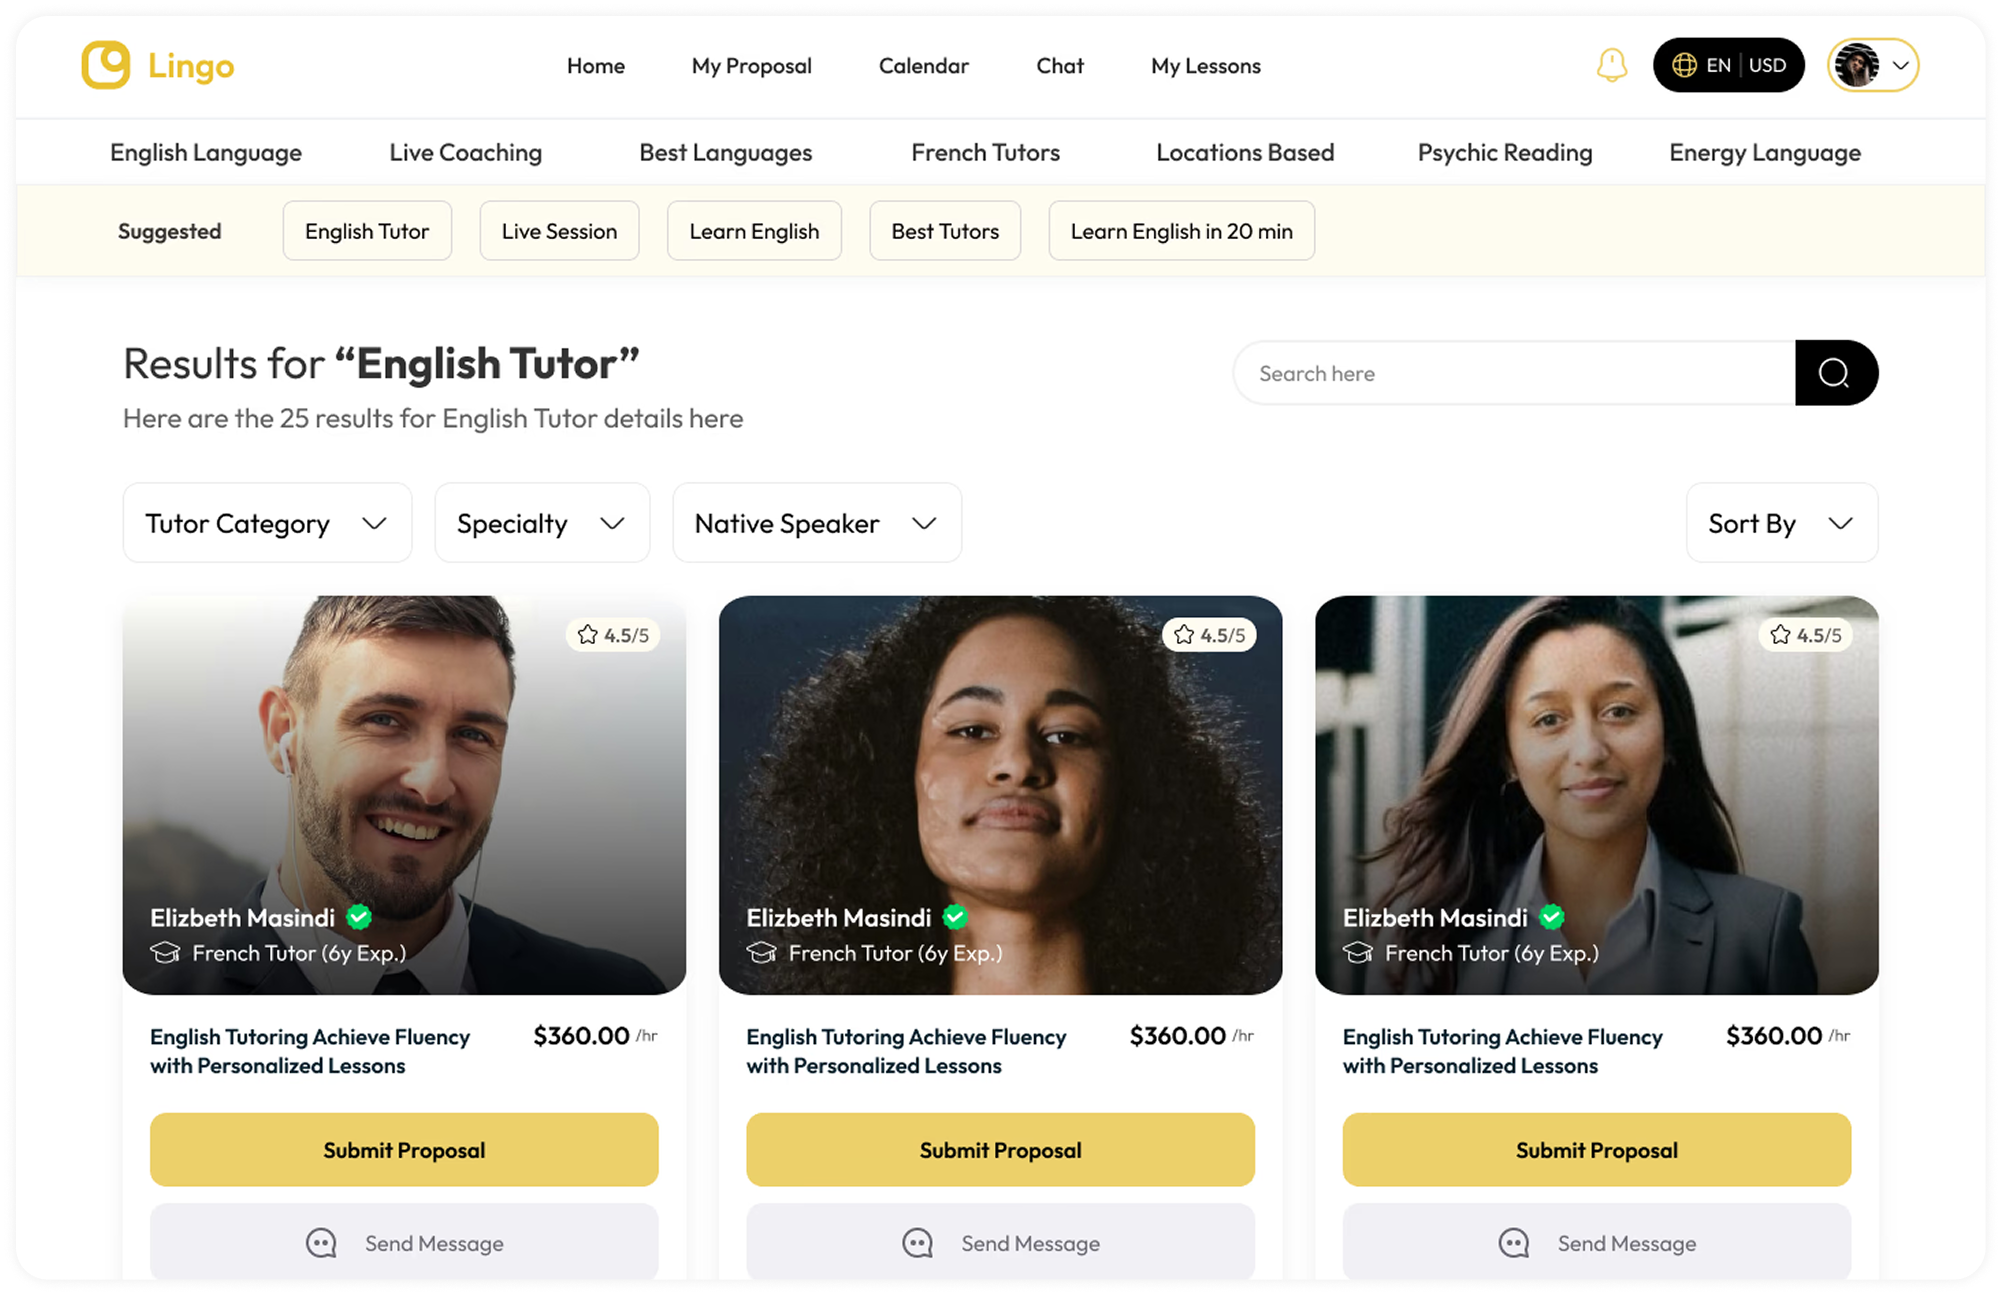 Lingo
Home
My Proposal
Calendar
Chat
My Lessons
EN | USD
English Language
Live Coaching
Best Languages
French Tutors
Locations Based
Psychic Reading
Energy Language
Suggested
English Tutor
Live Session
Learn English
Best Tutors
Learn English in 20 min
Results for “English Tutor”
Here are the 25 results for English Tutor details here
Search here
Tutor Category
Specialty
Native Speaker
Sort By
4.5/5
Elizbeth Masindi
French Tutor (6y Exp.)
English Tutoring Achieve Fluency
with Personalized Lessons
$360.00 /hr
Submit Proposal
Send Message
4.5/5
Elizbeth Masindi
French Tutor (6y Exp.)
English Tutoring Achieve Fluency
with Personalized Lessons
$360.00 /hr
Submit Proposal
Send Message
4.5/5
Elizbeth Masindi
French Tutor (6y Exp.)
English Tutoring Achieve Fluency
with Personalized Lessons
$360.00 /hr
Submit Proposal
Send Message